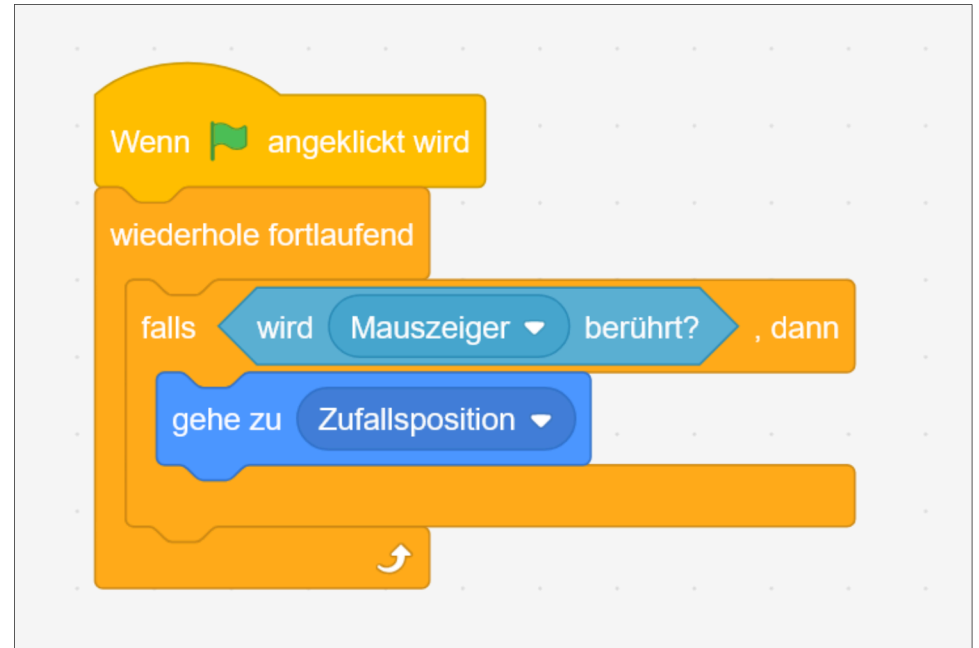 Wenn angeklickt wird
wiederhole fortlaufend
falls wird Mauszeiger berührt? , dann
gehe zu Zufallsposition